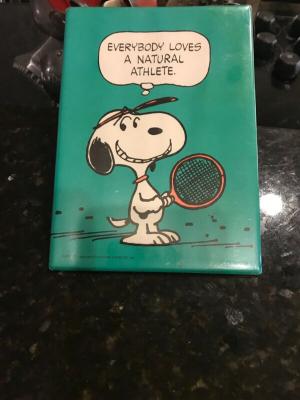 EVERYBODY LOVES
A NATURAL
ATHLETE.